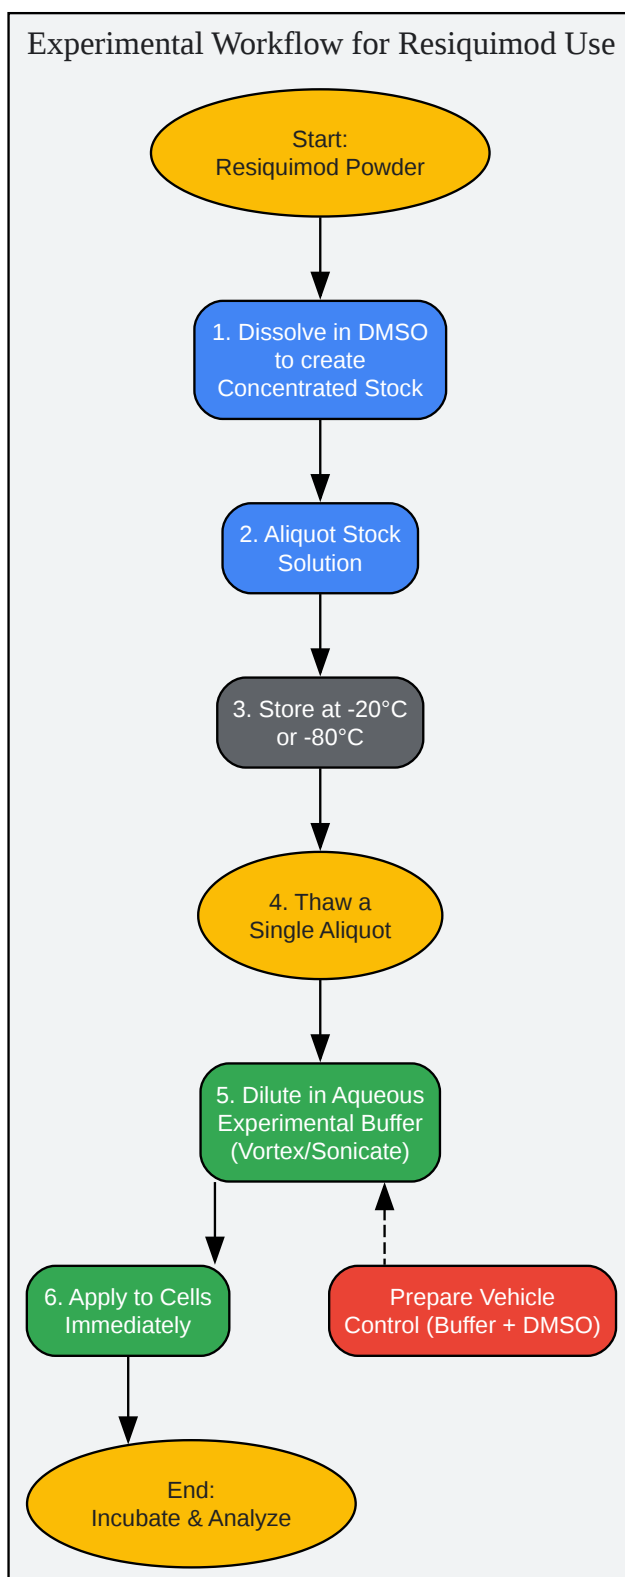 Experimental Workflow for Resiquimod Use
Start:
Resiquimod Powder
1. Dissolve in DMSO
to create
Concentrated Stock
2. Aliquot Stock
Solution
3. Store at -20°C
or -80°C
4. Thaw a
Single Aliquot
5. Dilute in Aqueous
Experimental Buffer
(Vortex/Sonicate)
6. Apply to Cells
Immediately
Prepare Vehicle
Control (Buffer + DMSO)
End:
Incubate & Analyze